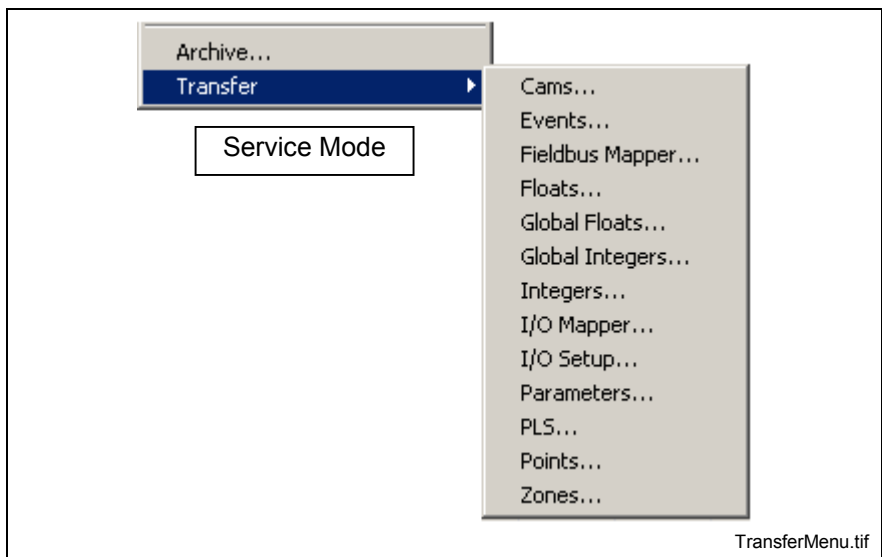 Archive...
Transfer
Service Mode
Cams...
Events...
Fieldbus Mapper...
Floats...
Global Floats...
Global Integers...
Integers...
I/O Mapper...
I/O Setup...
Parameters...
PLS...
Points...
Zones...
TransferMenu.tif